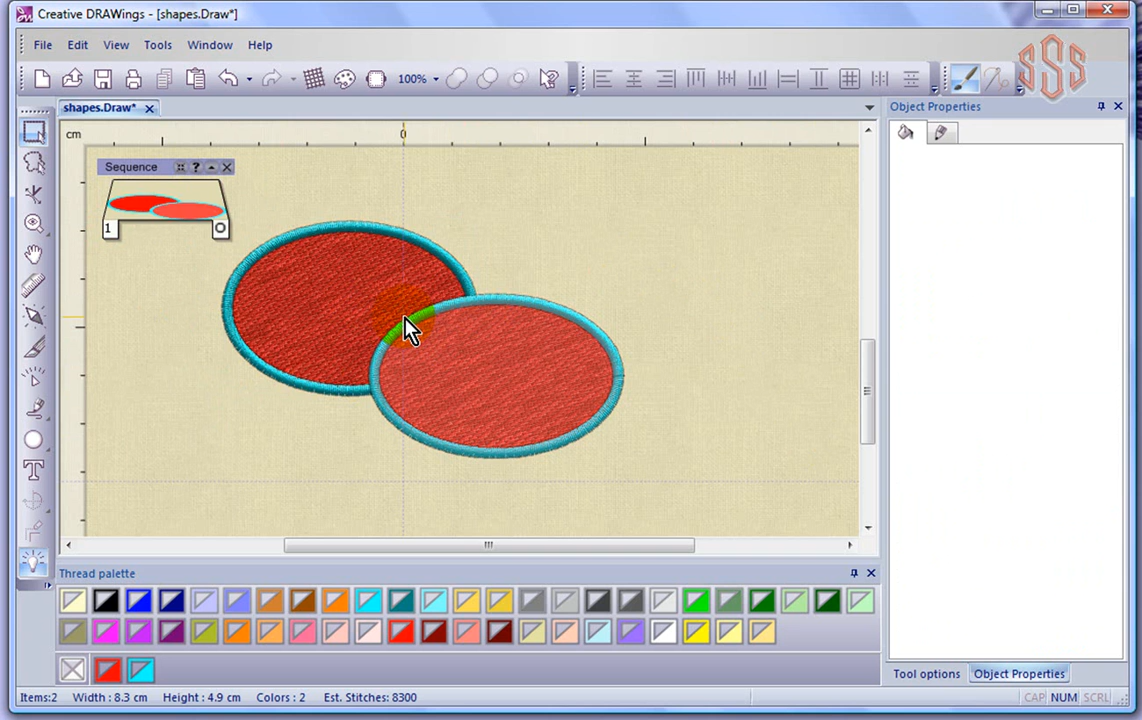 Creative DRAWings - [shapes.Draw*]
File Edit View Tools Window Help
100%
SSS
shapes.Draw*
Object Properties
cm
0
Sequence
1
Thread palette
Tool options Object Properties
Items:2 Width : 8.3 cm Height : 4.9 cm Colors : 2 Est. Stitches: 8300 CAP NUM SCRL